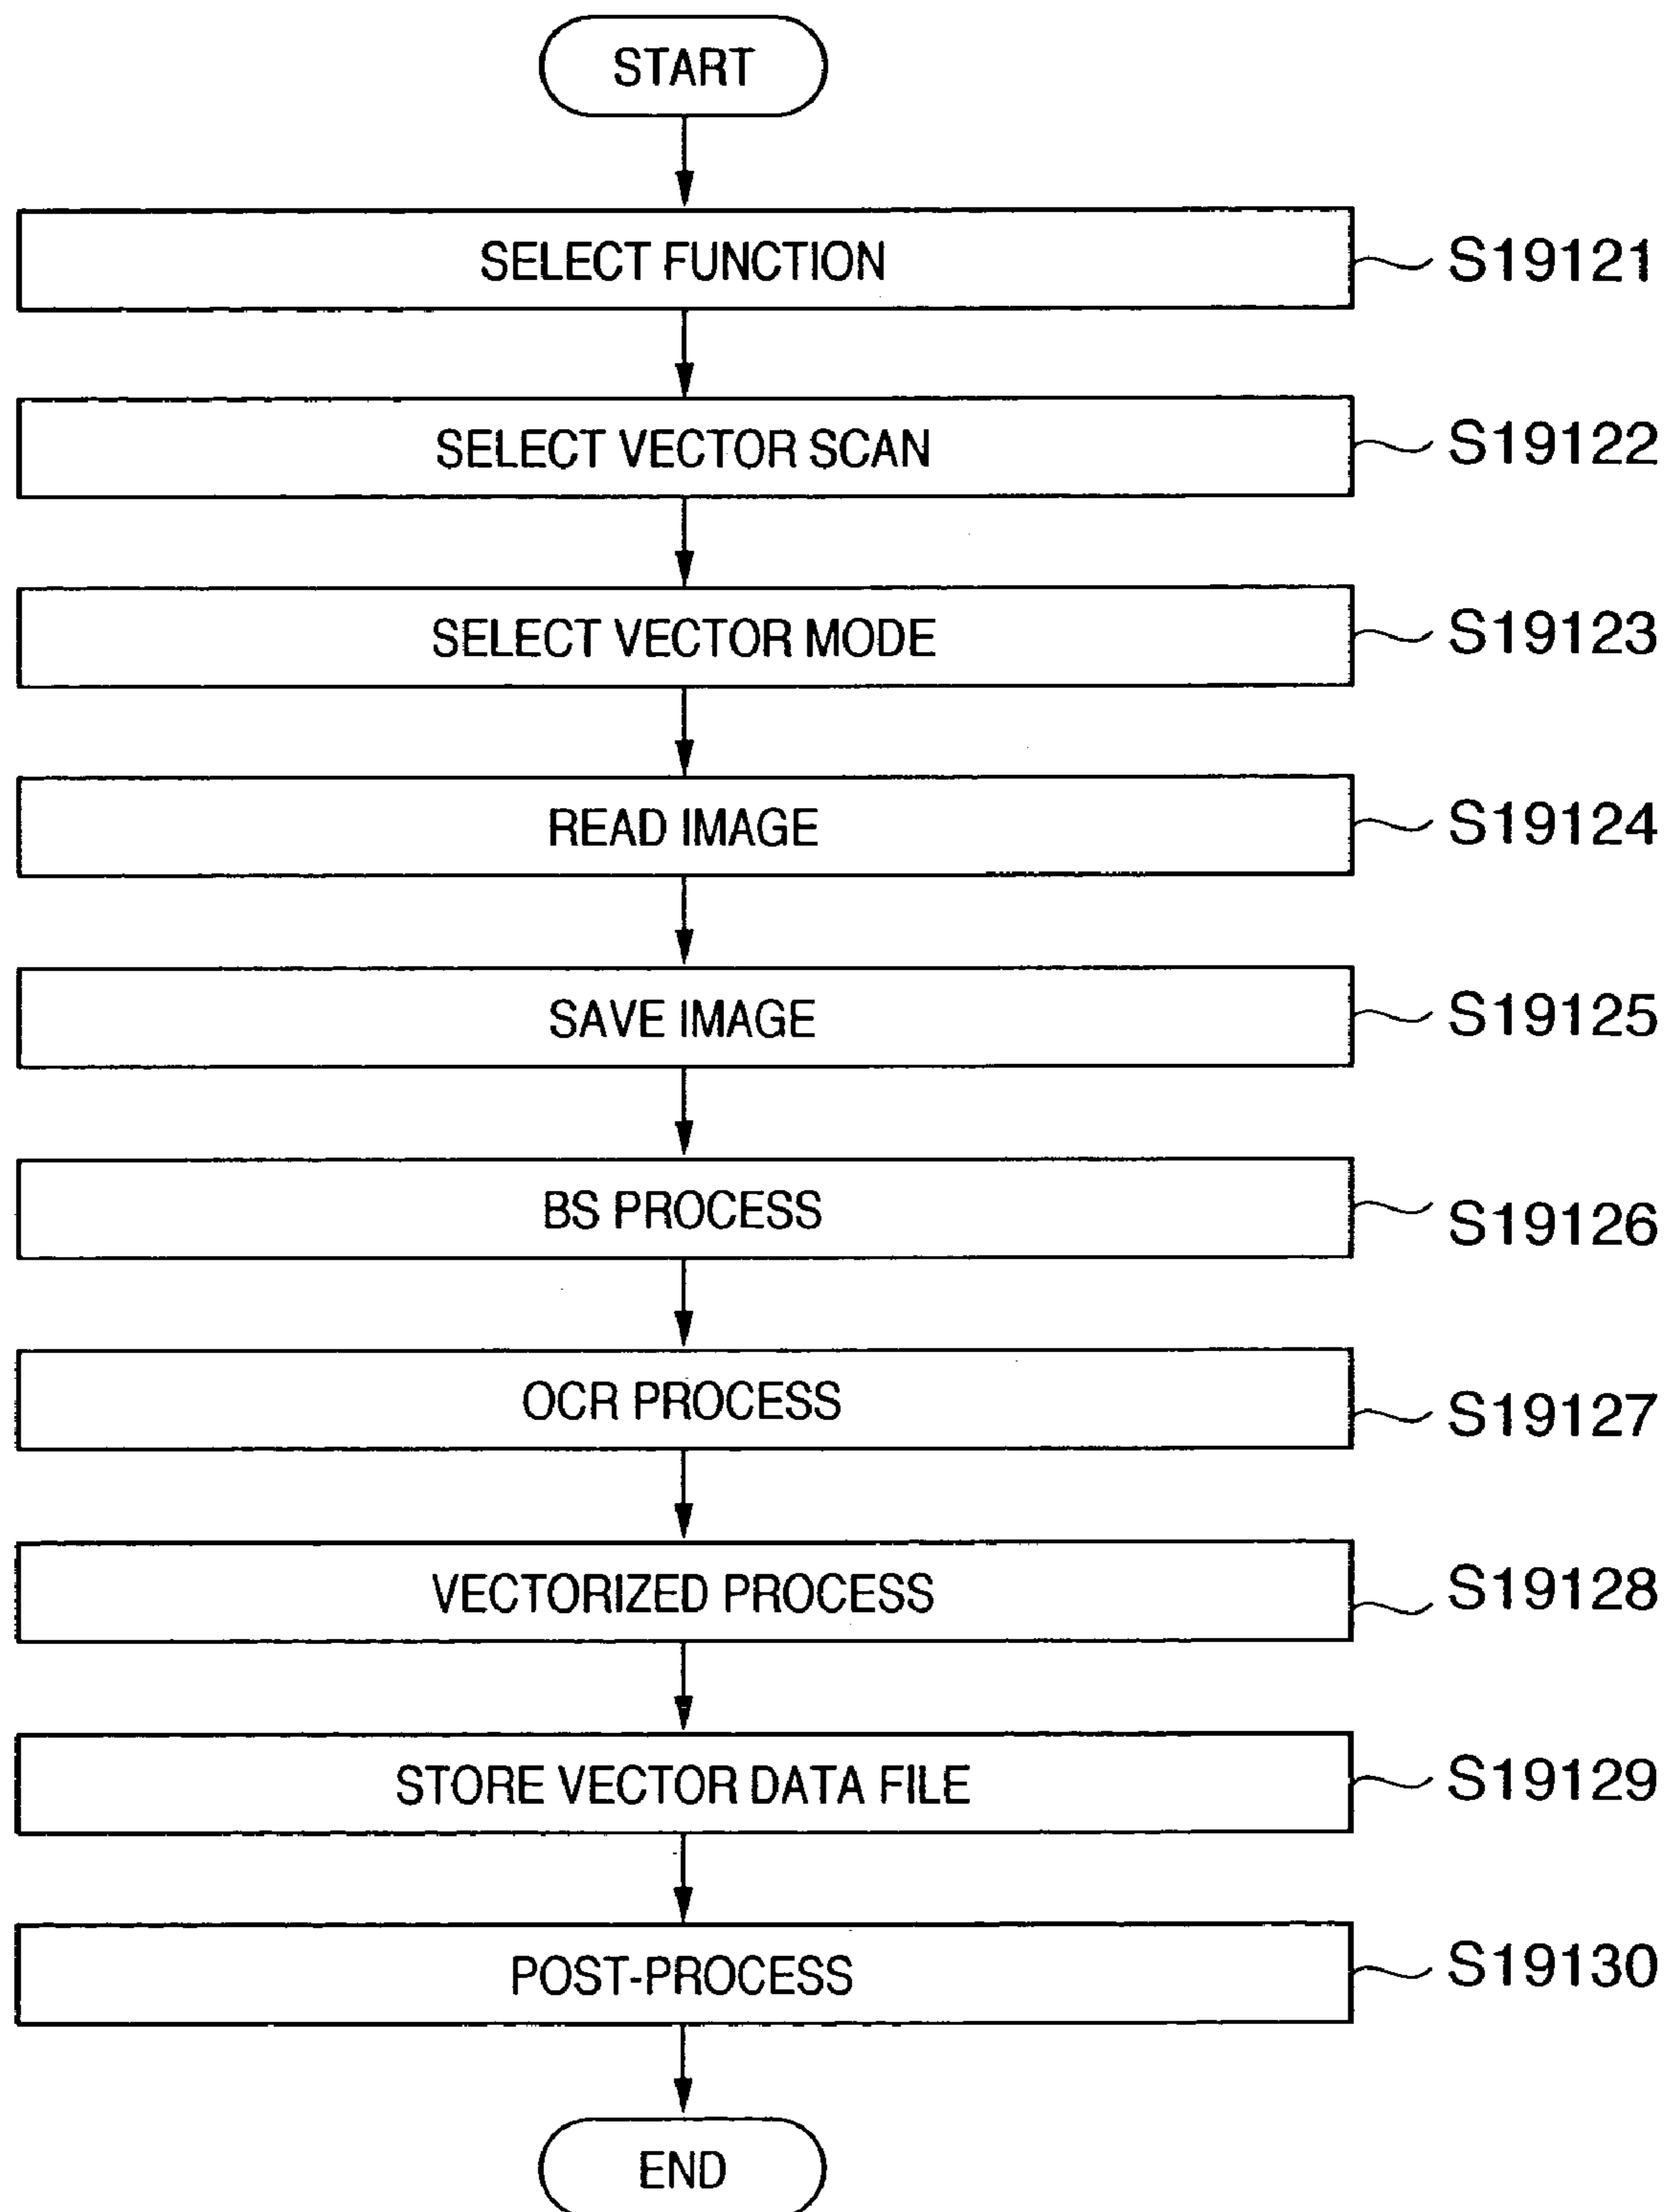 START
SELECT FUNCTION S19121
SELECT VECTOR SCAN S19122
SELECT VECTOR MODE S19123
READ IMAGE S19124
SAVE IMAGE S19125
BS PROCESS S19126
OCR PROCESS S19127
VECTORIZED PROCESS S19128
STORE VECTOR DATA FILE S19129
POST-PROCESS S19130
END